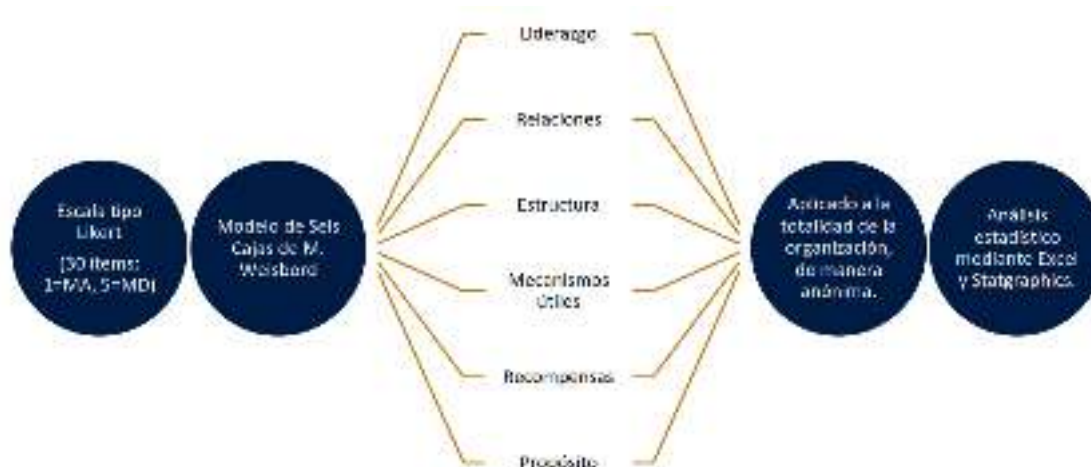 Escala tipo
Likert
(30 ítems:
1=MA, 5=MD)
Modelo de Seis
Cajas de M.
Weisbord
Liderazgo
Relaciones
Estructura
Mecanismos
útiles
Recompensas
Propósito
Aplicado a la
totalidad de la
organización,
de manera
anónima.
Análisis
estadístico
mediante Excel
y Statgraphics.